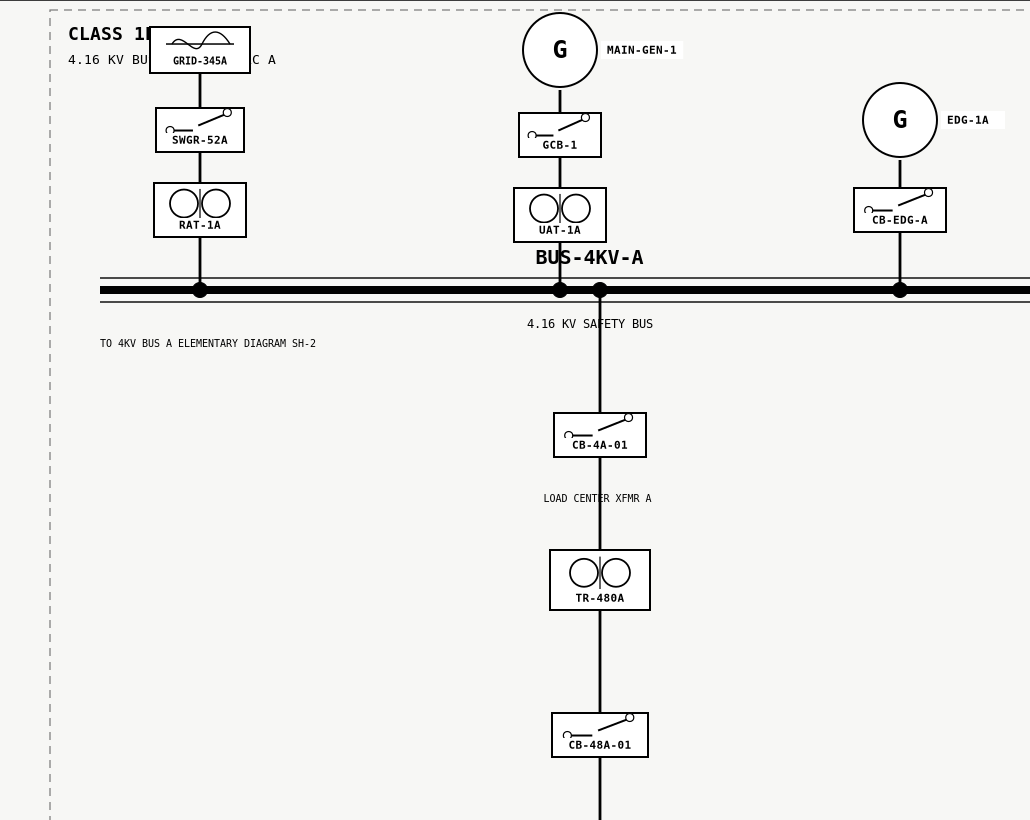 CLASS 1
4.16 KV BU C A
GRID-345A
G
MAIN-GEN-1
G
EDG-1A
SWGR-52A
GCB-1
RAT-1A
UAT-1A
CB-EDG-A
BUS-4KV-A
4.16 KV SAFETY BUS
TO 4KV BUS A ELEMENTARY DIAGRAM SH-2
CB-4A-01
LOAD CENTER XFMR A
TR-480A
CB-48A-01